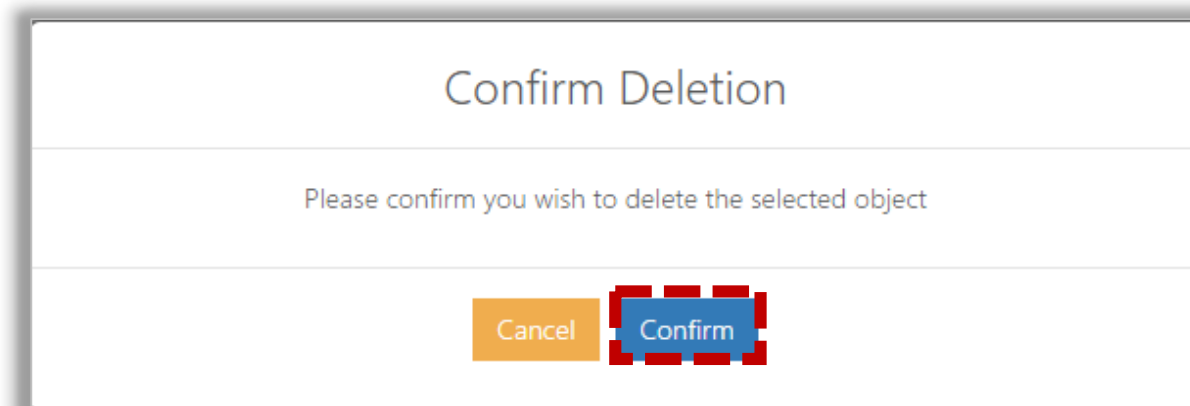 Confirm Deletion
Please confirm you wish to delete the selected object
Cancel Confirm